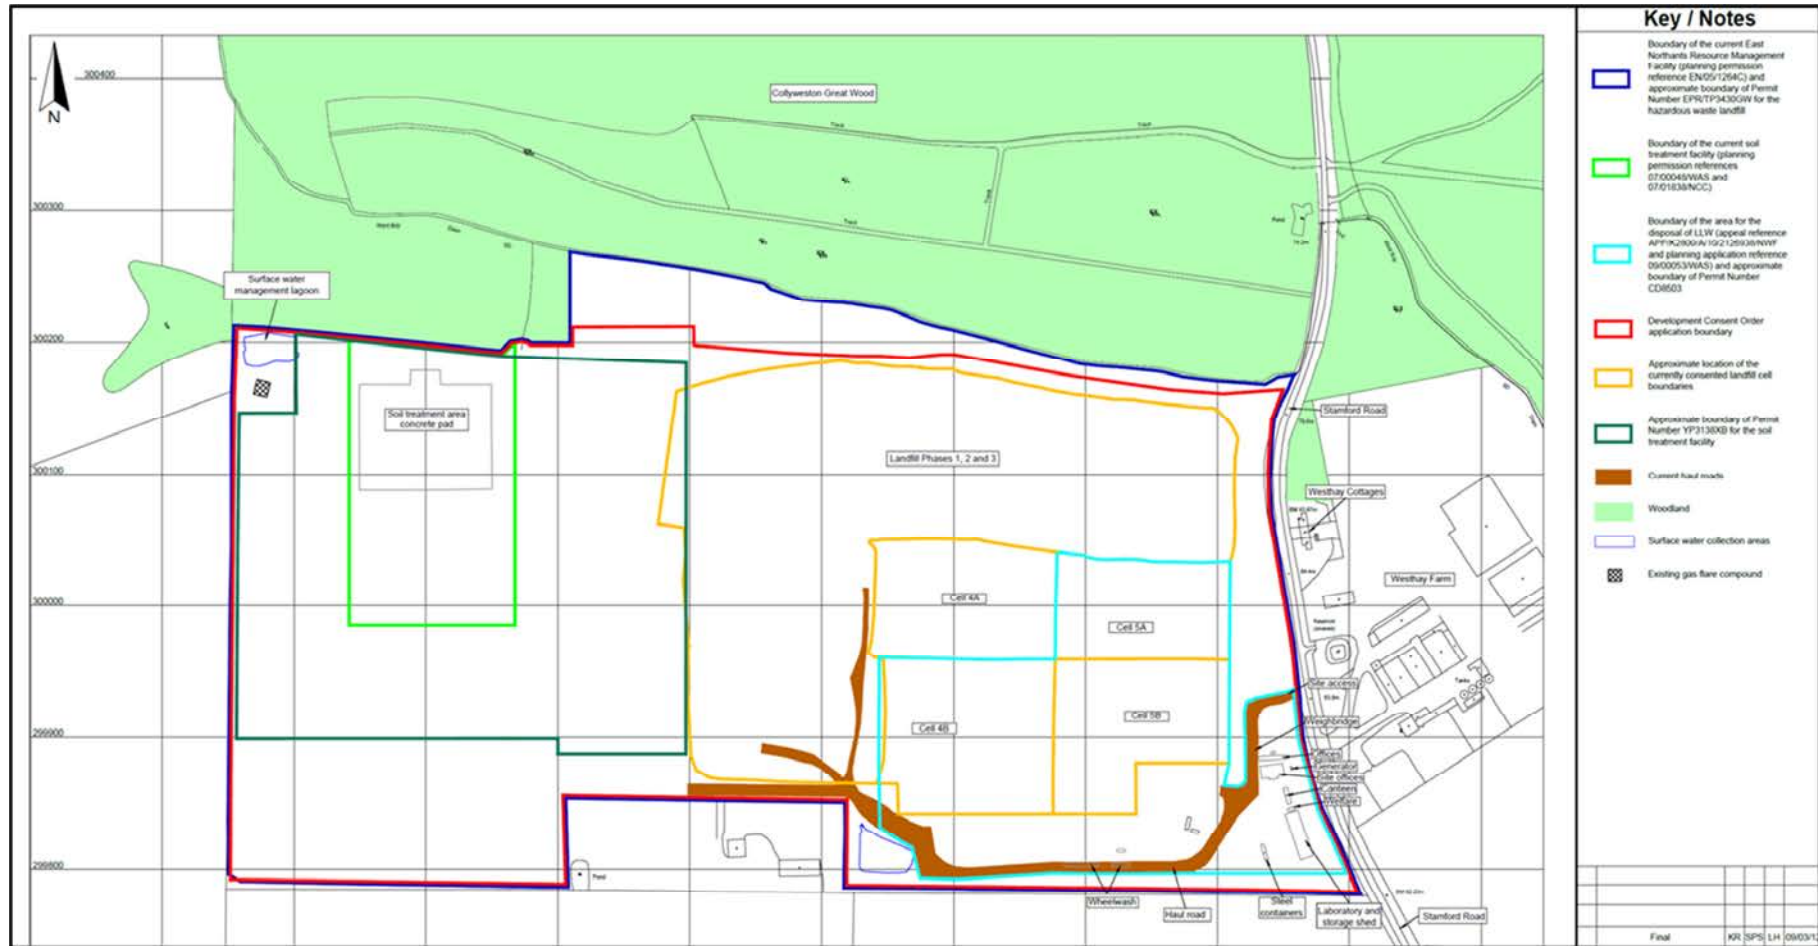 Key / Notes
Boundary of the current East
Northants Resource Management
Facility (planning permission
reference EN/05/1264C) and
approximate boundary of Permit
Number EPR/TP3430GW for the
hazardous waste landfill
Boundary of the current soil
treatment facility (planning
permission references
07/00048/WAS and
07/01838/NCC)
Boundary of the area for the
disposal of LLW (appeal reference
and planning application reference
09/00053/WAS) and approximate
boundary of Permit Number
CD8503
Development Consent Order
application boundary
Approximate location of the
currently consented landfill cell
boundaries
Approximate boundary of Permit
Number YP3138XB for the soil
treatment facility
Current haul roads
Woodland
Surface water collection areas
Existing gas flare compound
Final KR SPS LH
N
300400
300300
300200
300100
300000
299900
299800
Collyweston Great Wood
Track
Track
Track
Track
Pond
Surface water
management lagoon
Soil treatment area
concrete pad
Landfill Phases 1, 2 and 3
Stamford Road
Westhay Cottages
Westhay Farm
Cell 4A
Cell 5A
Cell 4B
Cell 5B
Tanks
Site access
Weighbridge
Offices
Generator
Site offices
Canteen
Welfare
Pond
Wheelwash
Haul road
Steel
containers
Laboratory and
storage shed
Stamford Road